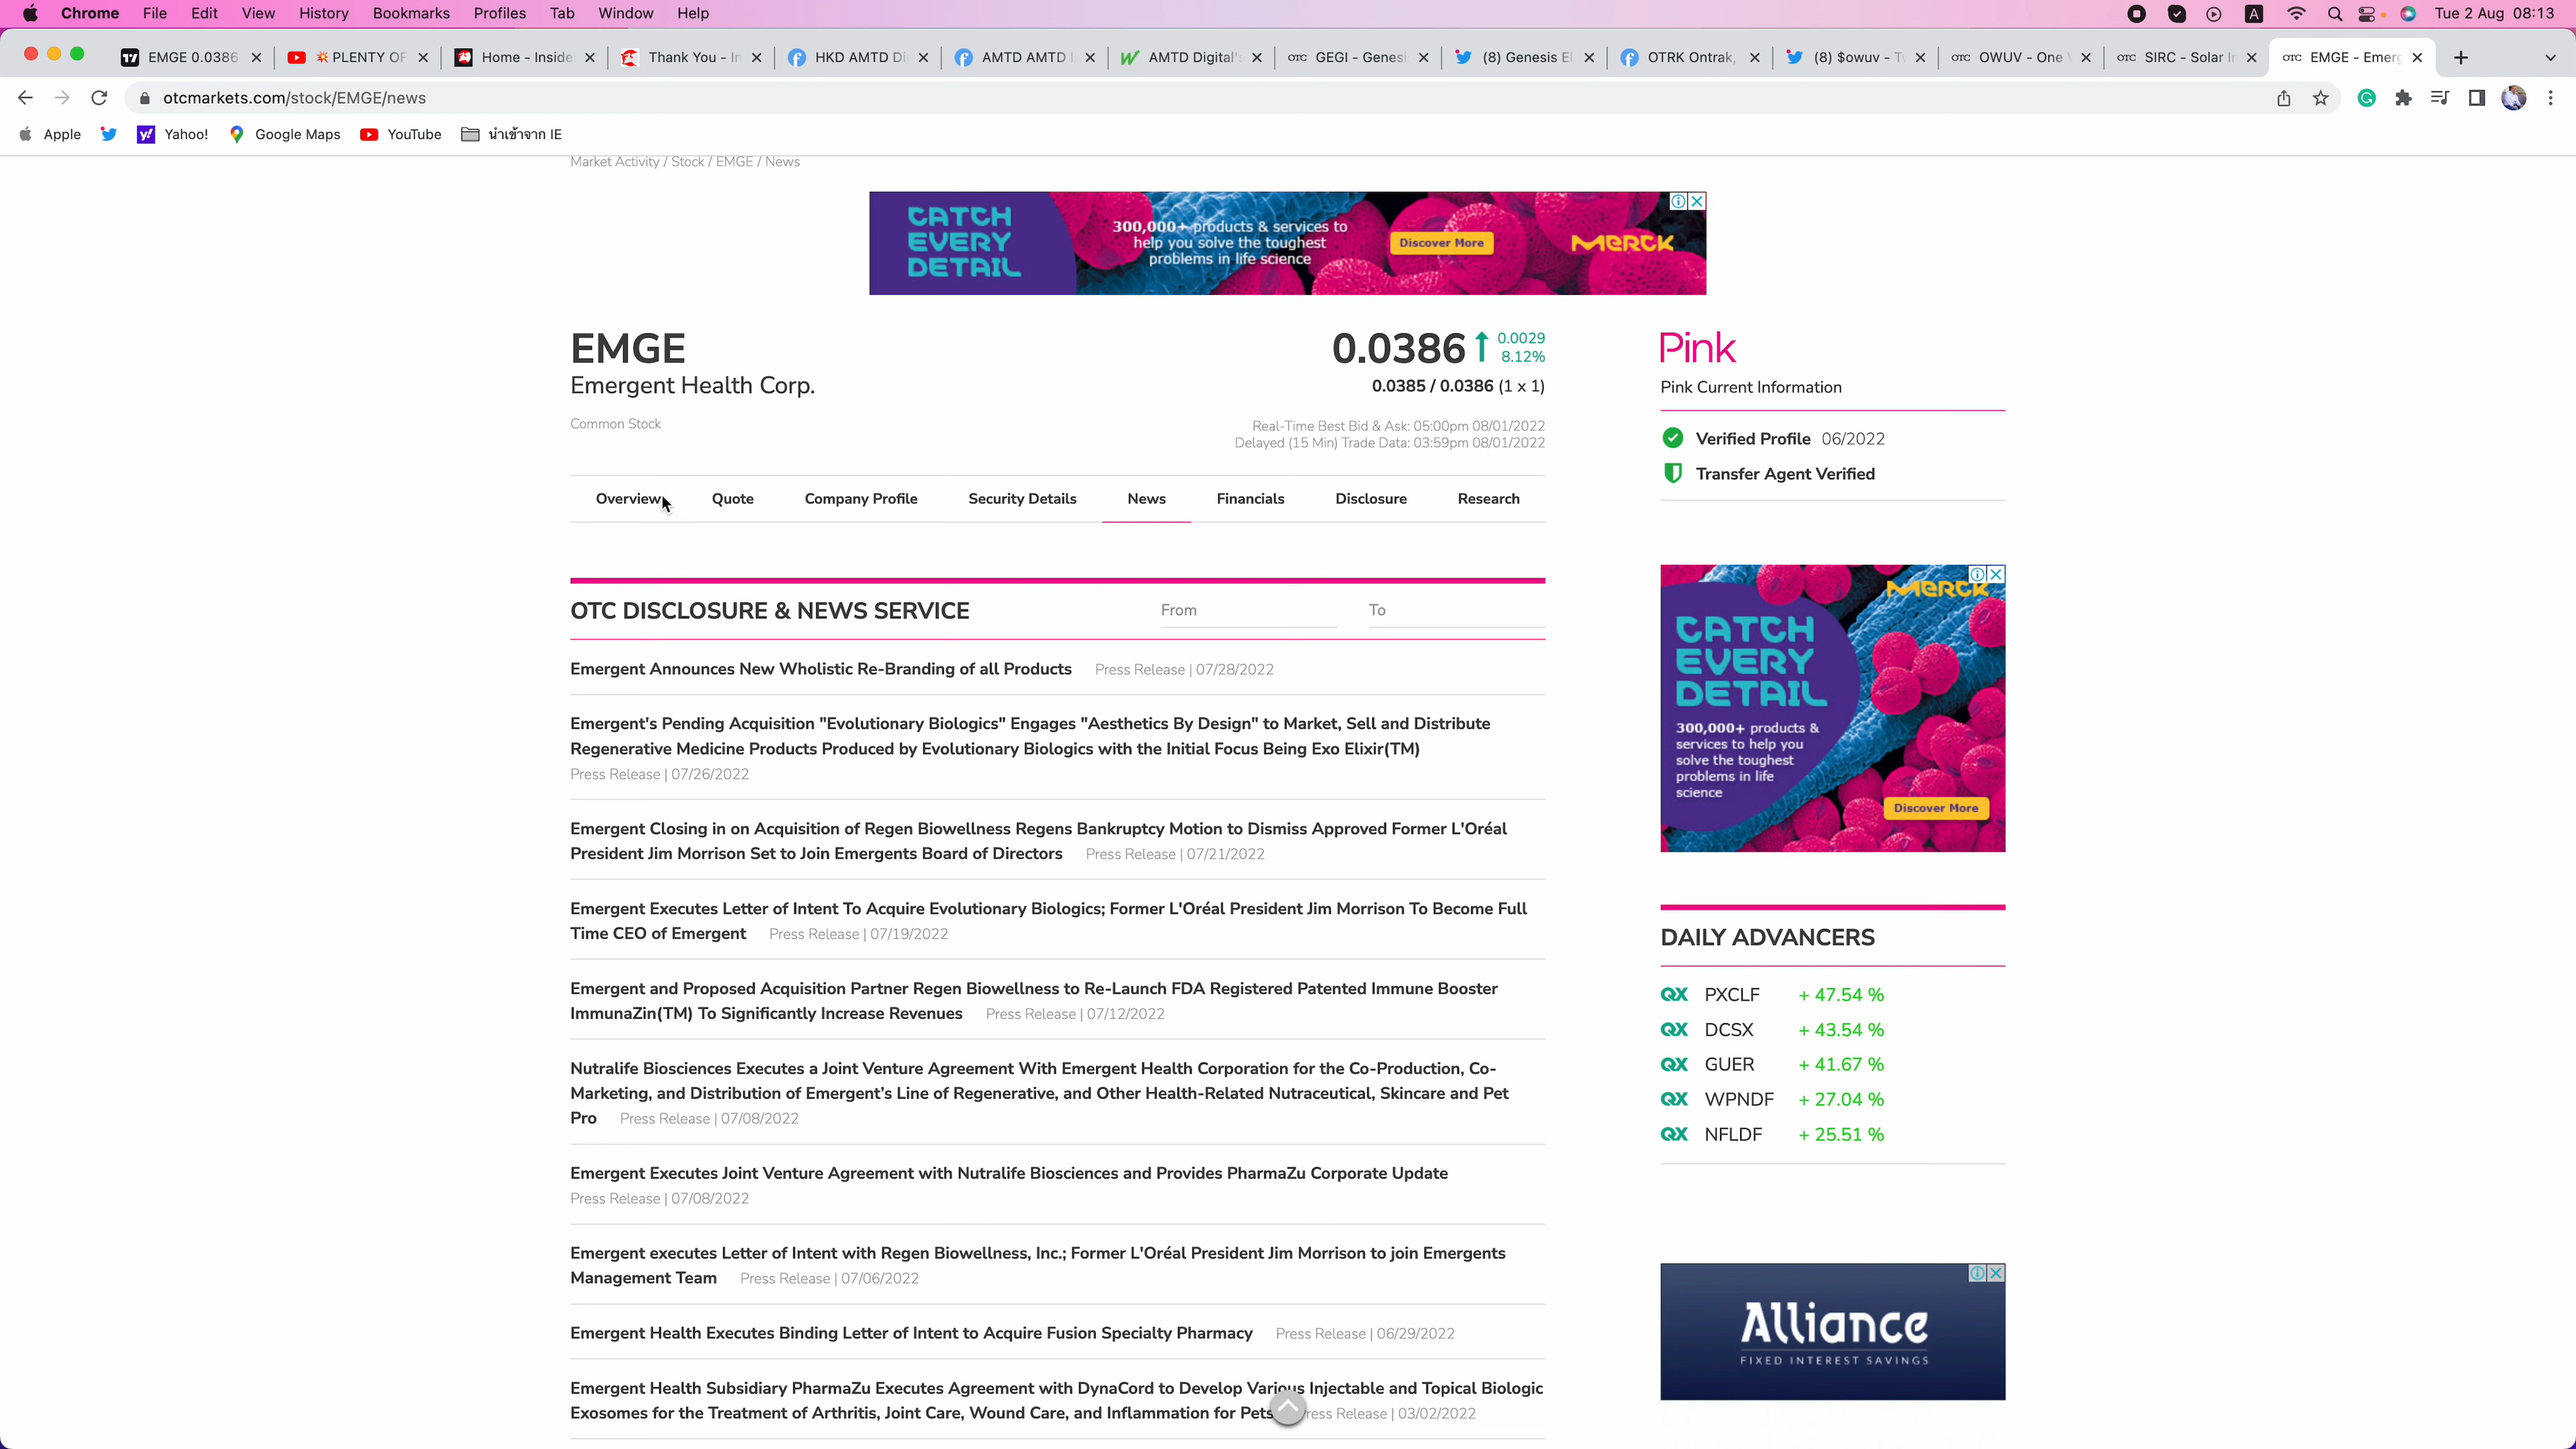 Chrome File Edit View History Bookmarks Profiles Tab Window Help A Tue 2 Aug 08:13
EMGE 0.0386 PLENTY OF Home - Inside Thank You - In HKD AMTD Di AMTD AMTD AMTD Digital's OTC GEGI - Genesi (8) Genesis El OTRK Ontrak, (8) $owuv - Tw OTC OWUV - One OTC SIRC - Solar In OTC EMGE - Emerg
otcmarkets.com/stock/EMGE/news
Apple Yahoo! Google Maps YouTube นำเข้าจาก IE
Market Activity / Stock / EMGE / News
CATCH
EVERY
DETAIL
300,000+ products & services to
help you solve the toughest
problems in life science
Discover More
MERCK
EMGE
Emergent Health Corp.
Common Stock
0.0386 0.0029
8.12%
0.0385 / 0.0386 (1 x 1)
Real-Time Best Bid & Ask: 05:00pm 08/01/2022
Delayed (15 Min) Trade Data: 03:59pm 08/01/2022
Pink
Pink Current Information
Verified Profile 06/2022
Transfer Agent Verified
Overview Quote Company Profile Security Details News Financials Disclosure Research
OTC DISCLOSURE & NEWS SERVICE From To
Emergent Announces New Wholistic Re-Branding of all Products Press Release | 07/28/2022
Emergent's Pending Acquisition "Evolutionary Biologics" Engages "Aesthetics By Design" to Market, Sell and Distribute
Regenerative Medicine Products Produced by Evolutionary Biologics with the Initial Focus Being Exo Elixir(TM)
Press Release | 07/26/2022
Emergent Closing in on Acquisition of Regen Biowellness Regens Bankruptcy Motion to Dismiss Approved Former L'Oréal
President Jim Morrison Set to Join Emergents Board of Directors Press Release | 07/21/2022
Emergent Executes Letter of Intent To Acquire Evolutionary Biologics; Former L'Oréal President Jim Morrison To Become Full
Time CEO of Emergent Press Release | 07/19/2022
Emergent and Proposed Acquisition Partner Regen Biowellness to Re-Launch FDA Registered Patented Immune Booster
ImmunaZin(TM) To Significantly Increase Revenues Press Release | 07/12/2022
Nutralife Biosciences Executes a Joint Venture Agreement With Emergent Health Corporation for the Co-Production, Co-
Marketing, and Distribution of Emergent’s Line of Regenerative, and Other Health-Related Nutraceutical, Skincare and Pet
Pro Press Release | 07/08/2022
Emergent Executes Joint Venture Agreement with Nutralife Biosciences and Provides PharmaZu Corporate Update
Press Release | 07/08/2022
Emergent executes Letter of Intent with Regen Biowellness, Inc.; Former L'Oréal President Jim Morrison to join Emergents
Management Team Press Release | 07/06/2022
Emergent Health Executes Binding Letter of Intent to Acquire Fusion Specialty Pharmacy Press Release | 06/29/2022
Emergent Health Subsidiary PharmaZu Executes Agreement with DynaCord to Develop Various Injectable and Topical Biologic
Exosomes for the Treatment of Arthritis, Joint Care, Wound Care, and Inflammation for Pets Press Release | 03/02/2022
MERCK
CATCH
EVERY
DETAIL
300,000+ products &
services to help you
solve the toughest
problems in life
science
Discover More
DAILY ADVANCERS
QX PXCLF + 47.54 %
QX DCSX + 43.54 %
QX GUER + 41.67 %
QX WPNDF + 27.04 %
QX NFLDF + 25.51 %
Alliance
FIXED INTEREST SAVINGS